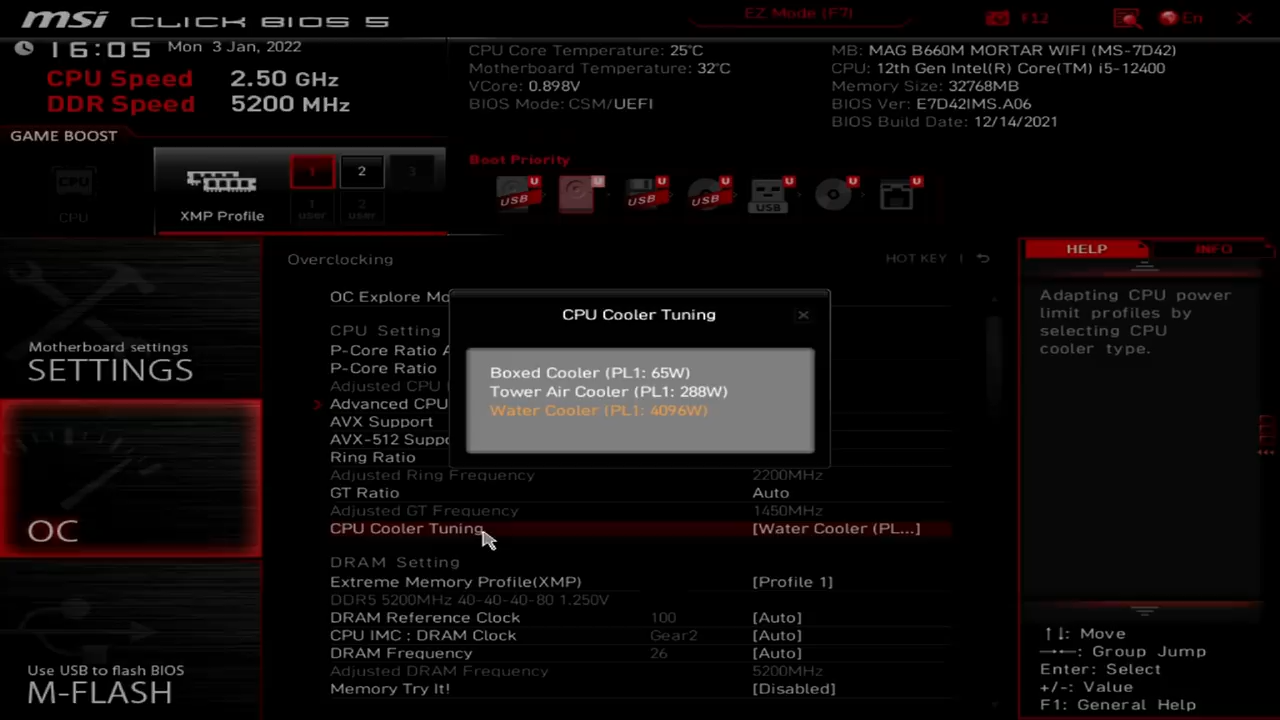 msi CLICK BIOS 5
EZ Mode (F7)
F12
En
16:05 Mon 3 Jan, 2022
CPU Speed 2.50 GHz
DDR Speed 5200 MHz
CPU Core Temperature: 25°C
Motherboard Temperature: 32°C
VCore: 0.898V
BIOS Mode: CSM/UEFI
MB: MAG B660M MORTAR WIFI (MS-7D42)
CPU: 12th Gen Intel(R) Core(TM) i5-12400
Memory Size: 32768MB
BIOS Ver: E7D42IMS.A06
BIOS Build Date: 12/14/2021
GAME BOOST
CPU
CPU
XMP Profile
1 2 3
1 user 2 user
Boot Priority
U U U U U U U
USB USB USB USB
Motherboard settings
SETTINGS
OC
Use USB to flash BIOS
M-FLASH
Overclocking
HOT KEY
OC Explore Mo
CPU Setting
P-Core Ratio A
P-Core Ratio
Adjusted CPU
Advanced CPU
AVX Support
AVX-512 Suppo
Ring Ratio
Adjusted Ring Frequency 2200MHz
GT Ratio Auto
Adjusted GT Frequency 1450MHz
CPU Cooler Tuning [Water Cooler (PL...]
DRAM Setting
Extreme Memory Profile(XMP) [Profile 1]
DDR5 5200MHz 40-40-40-80 1.250V
DRAM Reference Clock 100 [Auto]
CPU IMC : DRAM Clock Gear2 [Auto]
DRAM Frequency 26 [Auto]
Adjusted DRAM Frequency 5200MHz
Memory Try It! [Disabled]
CPU Cooler Tuning
Boxed Cooler (PL1: 65W)
Tower Air Cooler (PL1: 288W)
Water Cooler (PL1: 4096W)
HELP INFO
Adapting CPU power
limit profiles by
selecting CPU
cooler type.
↑↓: Move
→←: Group Jump
Enter: Select
+/-: Value
F1: General Help